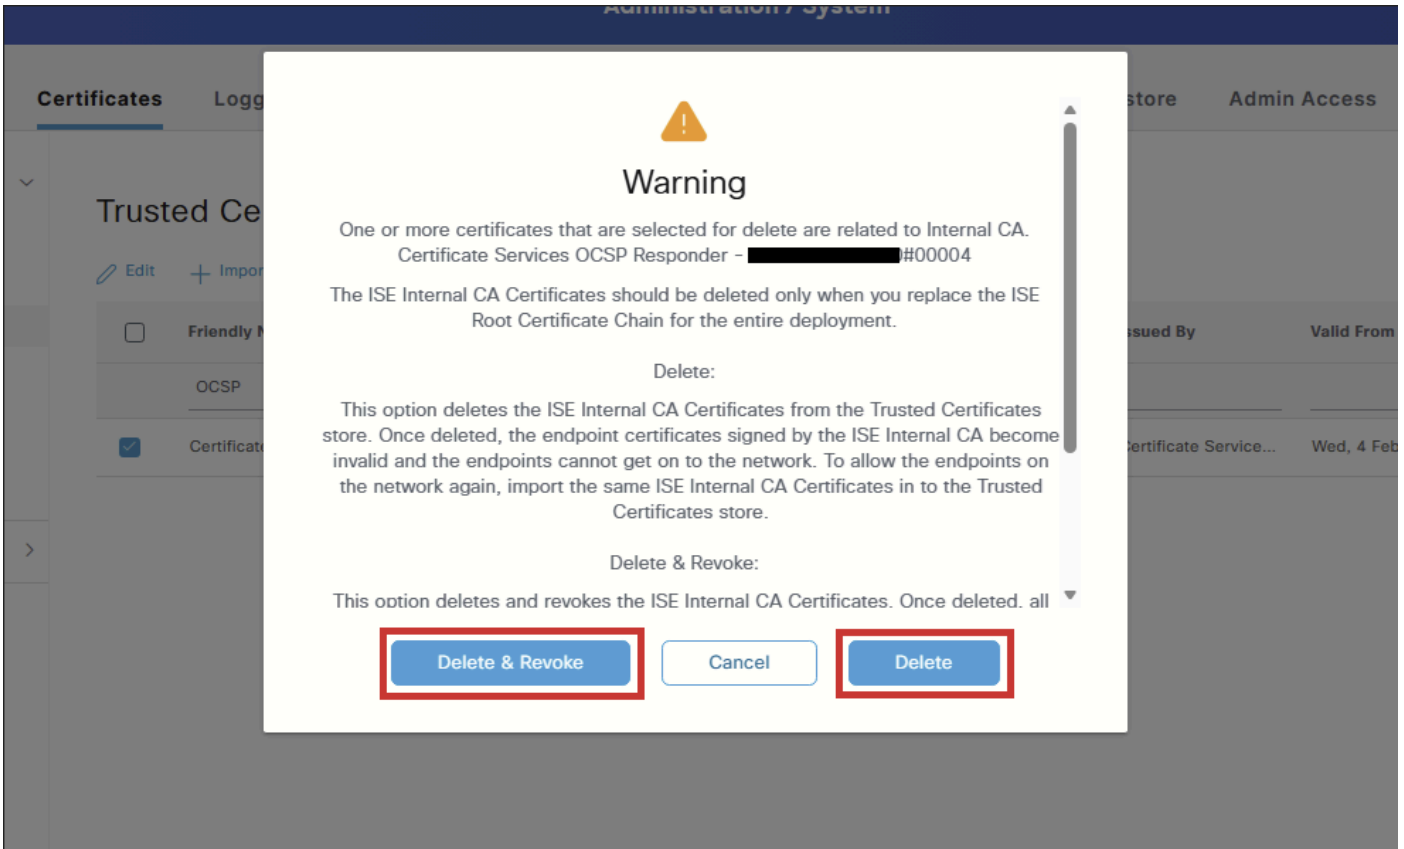 Administration / System
Certificates Logg store Admin Access
Warning
Trusted Ce
One or more certificates that are selected for delete are related to Internal CA.
Certificate Services OCSP Responder - #00004
Edit Impor
The ISE Internal CA Certificates should be deleted only when you replace the ISE
Root Certificate Chain for the entire deployment.
Friendly N ssued By Valid From
Delete:
OCSP
This option deletes the ISE Internal CA Certificates from the Trusted Certificates
store. Once deleted, the endpoint certificates signed by the ISE Internal CA become
Certificate ertificate Service... Wed, 4 Feb
invalid and the endpoints cannot get on to the network. To allow the endpoints on
the network again, import the same ISE Internal CA Certificates in to the Trusted
Certificates store.
Delete & Revoke:
This option deletes and revokes the ISE Internal CA Certificates. Once deleted, all
Delete & Revoke Cancel Delete